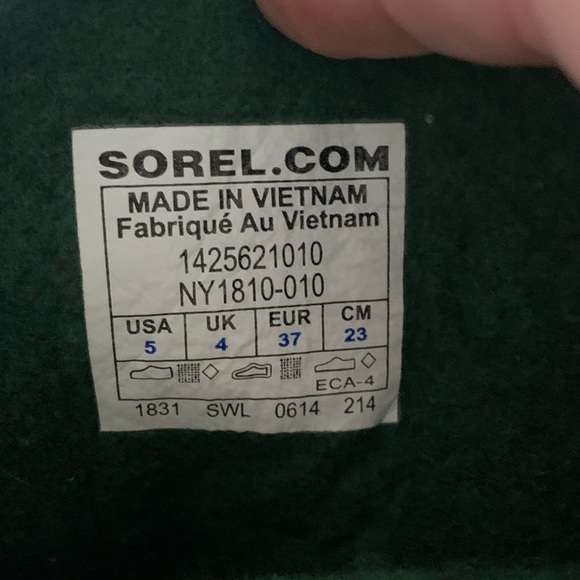 SOREL.COM
MADE IN VIETNAM
Fabriqué Au Vietnam
1425621010
NY1810-010
USA UK EUR CM
5 4 37 23
ECA-4
1831 SWL 0614 214